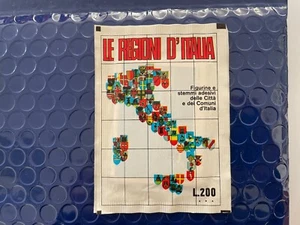 LE REGIONI D'ITALIA
Figurine e
stemmi adesivi
delle Città
e dei Comuni
d'Italia
L.200